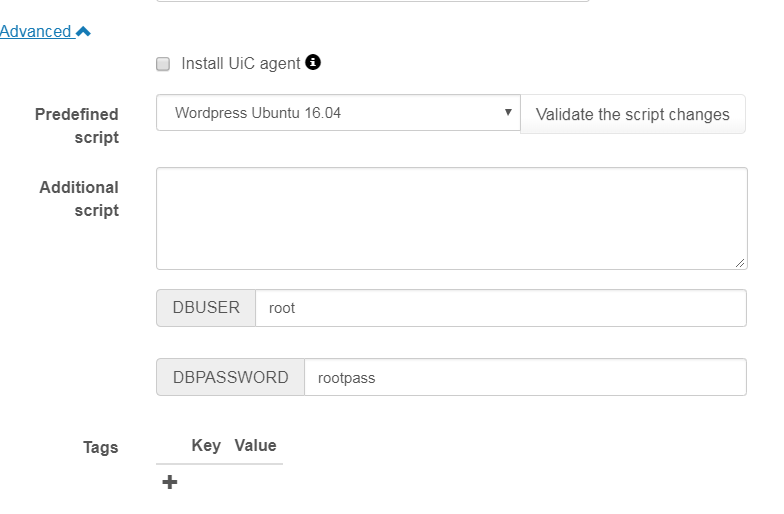 Advanced
Install UiC agent
Predefined script
Wordpress Ubuntu 16.04
Validate the script changes
Additional script
DBUSER
root
DBPASSWORD
rootpass
Tags
Key Value